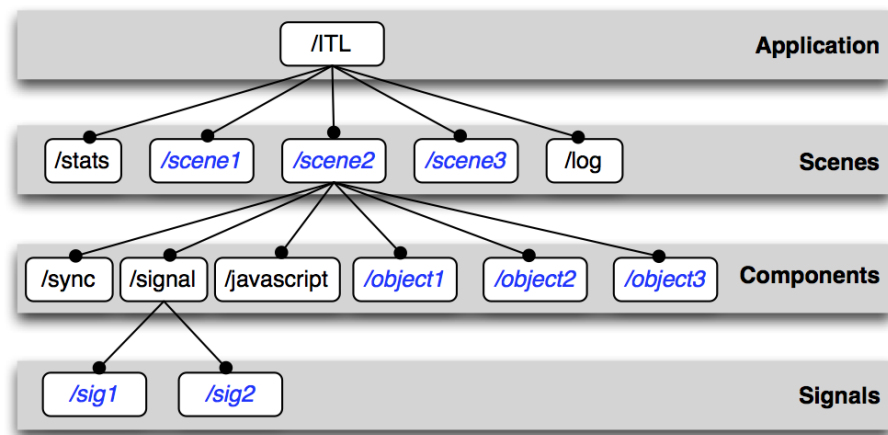 /ITL
Application
/stats /scene1 /scene2 /scene3 /log
Scenes
/sync /signal /javascript /object1 /object2 /object3
Components
/sig1 /sig2
Signals